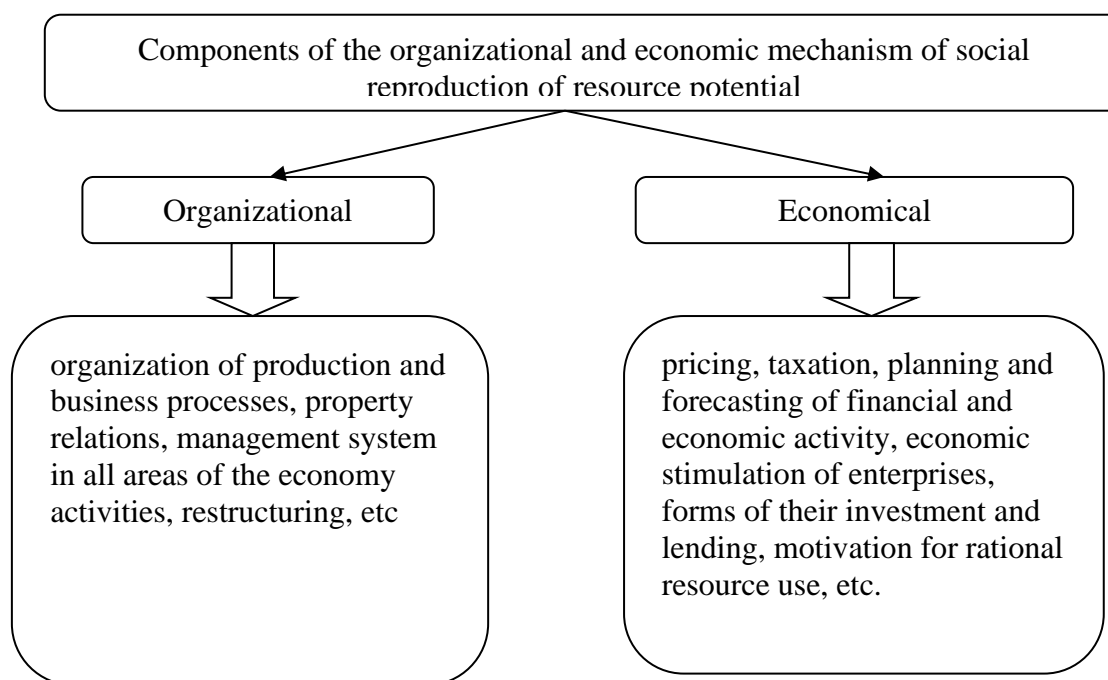 Components of the organizational and economic mechanism of social
reproduction of resource potential
Organizational
Economical
organization of production and
business processes, property
relations, management system
in all areas of the economy
activities, restructuring, etc
pricing, taxation, planning and
forecasting of financial and
economic activity, economic
stimulation of enterprises,
forms of their investment and
lending, motivation for rational
resource use, etc.